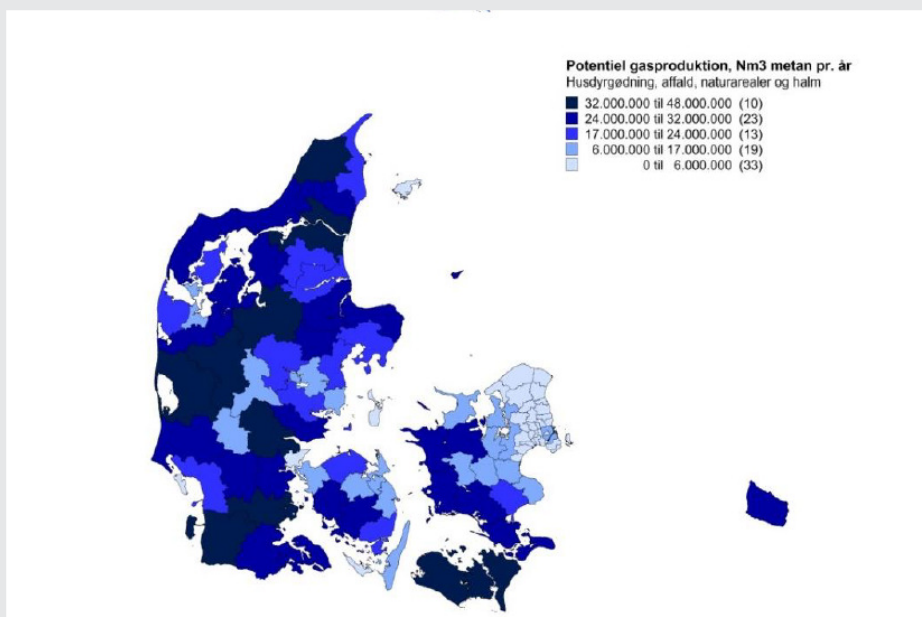 Potentiel gasproduktion, Nm3 metan pr. år
Husdyrgødning, affald, naturarealer og halm
32.000.000 til 48.000.000 (10)
24.000.000 til 32.000.000 (23)
17.000.000 til 24.000.000 (13)
6.000.000 til 17.000.000 (19)
0 til 6.000.000 (33)